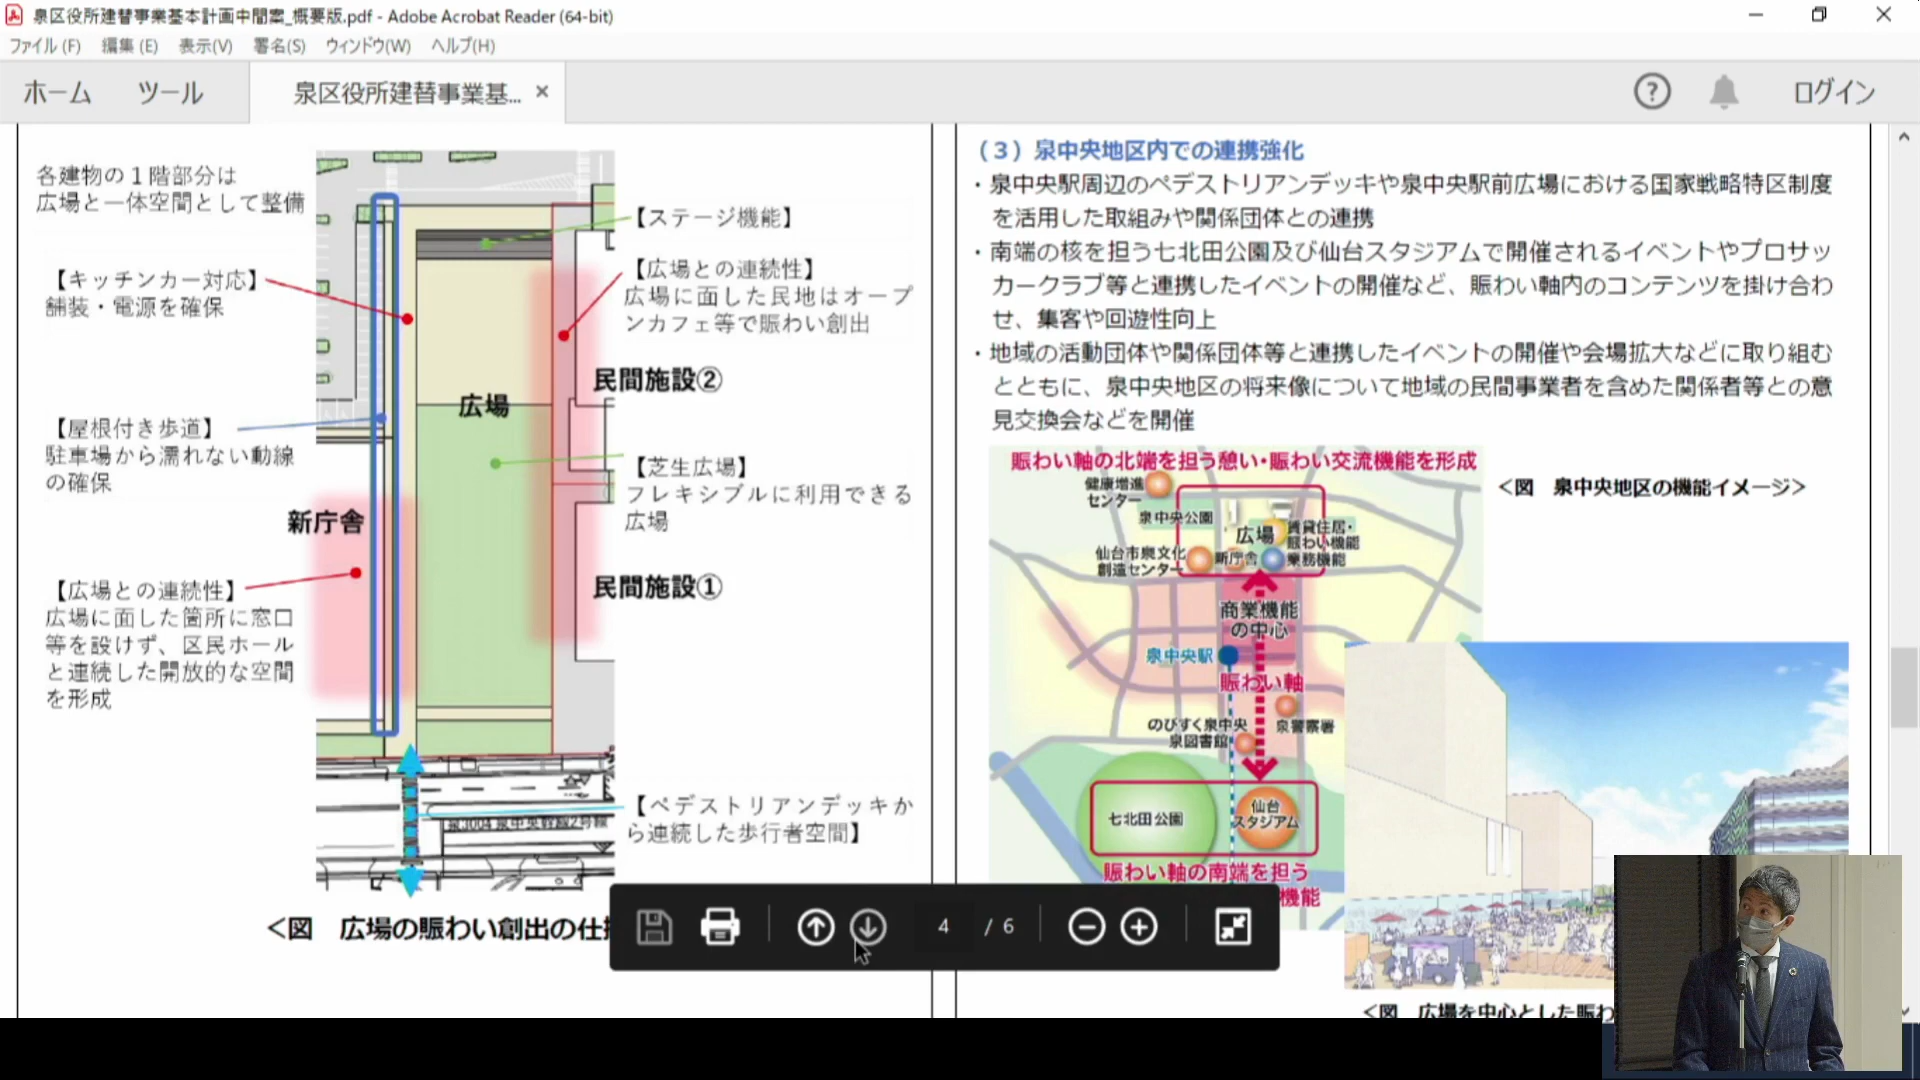 泉区役所建替事業基本計画中間案_概要版.pdf - Adobe Acrobat Reader (64-bit)
ファイル(F) 編集(E) 表示(V) 署名(S) ウィンドウ(W) ヘルプ(H)
ホーム ツール 泉区役所建替事業基... × ? ログイン
各建物の1階部分は
広場と一体空間として整備
【キッチンカー対応】
舗装・電源を確保
【屋根付き歩道】
駐車場から濡れない動線
の確保
新庁舎
【広場との連続性】
広場に面した箇所に窓口
等を設けず、区民ホール
と連続した開放的な空間
を形成
広場
【ステージ機能】
【広場との連続性】
広場に面した民地はオープ
ンカフェ等で賑わい創出
民間施設②
【芝生広場】
フレキシブルに利用できる
広場
民間施設①
【ペデストリアンデッキか
ら連続した歩行者空間】
<図 広場の賑わい創出の仕
（3）泉中央地区内での連携強化
・泉中央駅周辺のペデストリアンデッキや泉中央駅前広場における国家戦略特区制度
を活用した取組みや関係団体との連携
・南端の核を担う七北田公園及び仙台スタジアムで開催されるイベントやプロサッ
カークラブ等と連携したイベントの開催など、賑わい軸内のコンテンツを掛け合わ
せ、集客や回遊性向上
・地域の活動団体や関係団体等と連携したイベントの開催や会場拡大などに取り組む
とともに、泉中央地区の将来像について地域の民間事業者を含めた関係者等との意
見交換会などを開催
賑わい軸の北端を担う憩い・賑わい交流機能を形成
健康増進
センター
泉中央公園
広場
賃貸住居・
賑わい機能
仙台市泉文化
創造センター
新庁舎
業務機能
商業機能
の中心
泉中央駅
賑わい軸
のびすく泉中央
泉図書館
泉警察署
七北田公園
仙台
スタジアム
賑わい軸の南端を担う
機能
<図 泉中央地区の機能イメージ>
<図 広場を中心とした賑わ
4 / 6